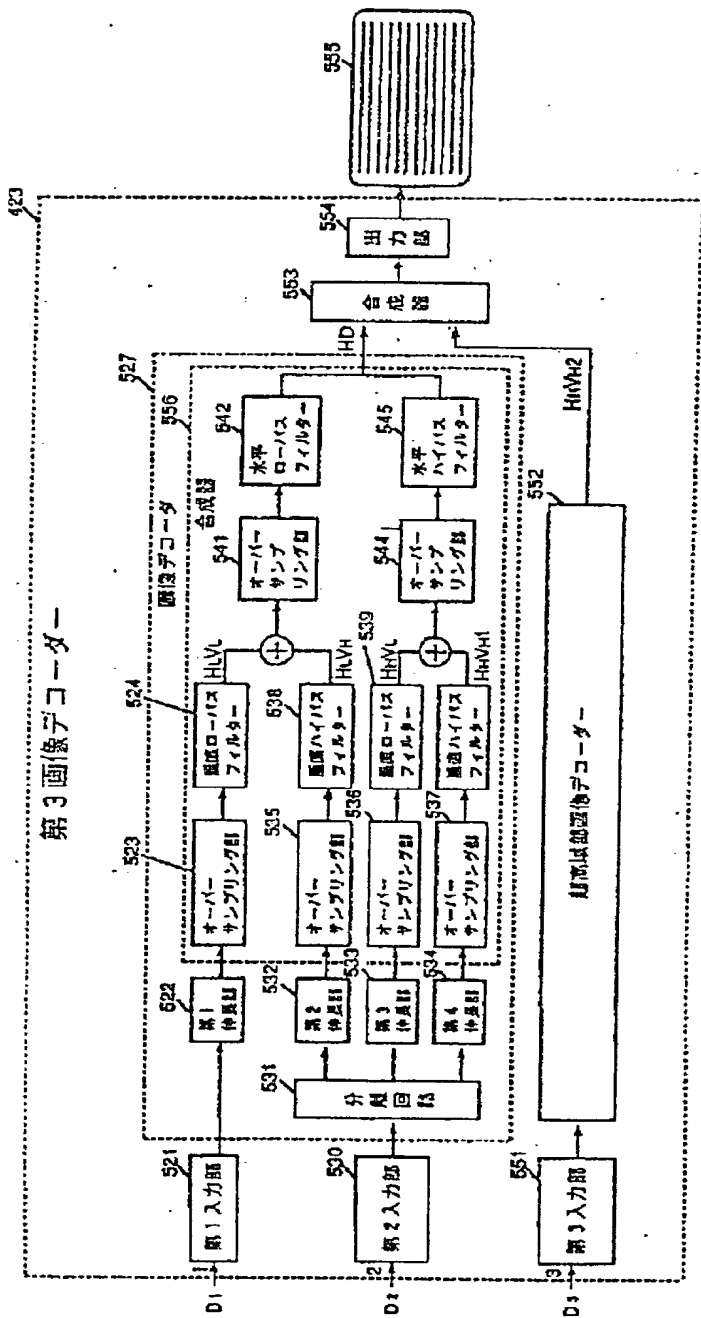 第3画像デコーダー
423
527
画像デコーダ
556
合成器
D1
1
521
第1入力部
522
第1
伸長部
523
オーバー
サンプリング部
524
垂直ローパス
フィルター
HLVL
541
オーバー
サンプ
リング部
542
水平
ローパス
フィルター
D2
2
530
第2入力部
531
分離回路
532
第2
伸長部
535
オーバー
サンプリング部
538
垂直ハイパス
フィルター
HLVH
533
第3
伸長部
536
オーバー
サンプリング部
539
垂直ローパス
フィルター
HHVL
534
第4
伸長部
537
オーバー
サンプリング部
垂直ハイパス
フィルター
HHVH1
544
オーバー
サンプ
リング部
545
水平
ハイパス
フィルター
HD
553
合成器
554
出力部
555
D3
3
551
第3入力部
552
超高域部画像デコーダー
HHVH2